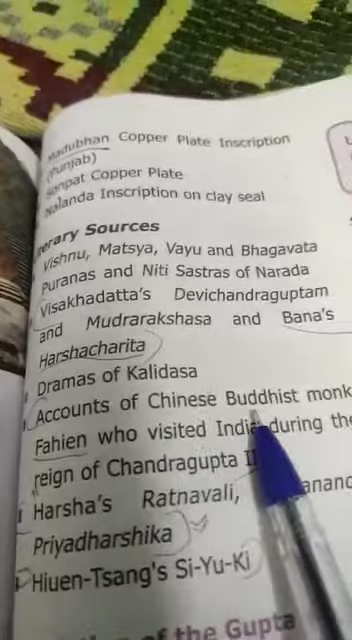 Madubhan Copper Plate Inscription
(Punjab)
Sonpat Copper Plate
Nalanda Inscription on clay seal
erary Sources
Vishnu, Matsya, Vayu and Bhagavata
Puranas and Niti Sastras of Narada
Visakhadatta's Devichandraguptam
and Mudrarakshasa and Bana's
Harshacharita
Dramas of Kalidasa
Accounts of Chinese Buddhist monk
Fahien who visited India during the
reign of Chandragupta II
Harsha's Ratnavali, anand
Priyadharshika
Hiuen-Tsang's Si-Yu-Ki
of the Gupta